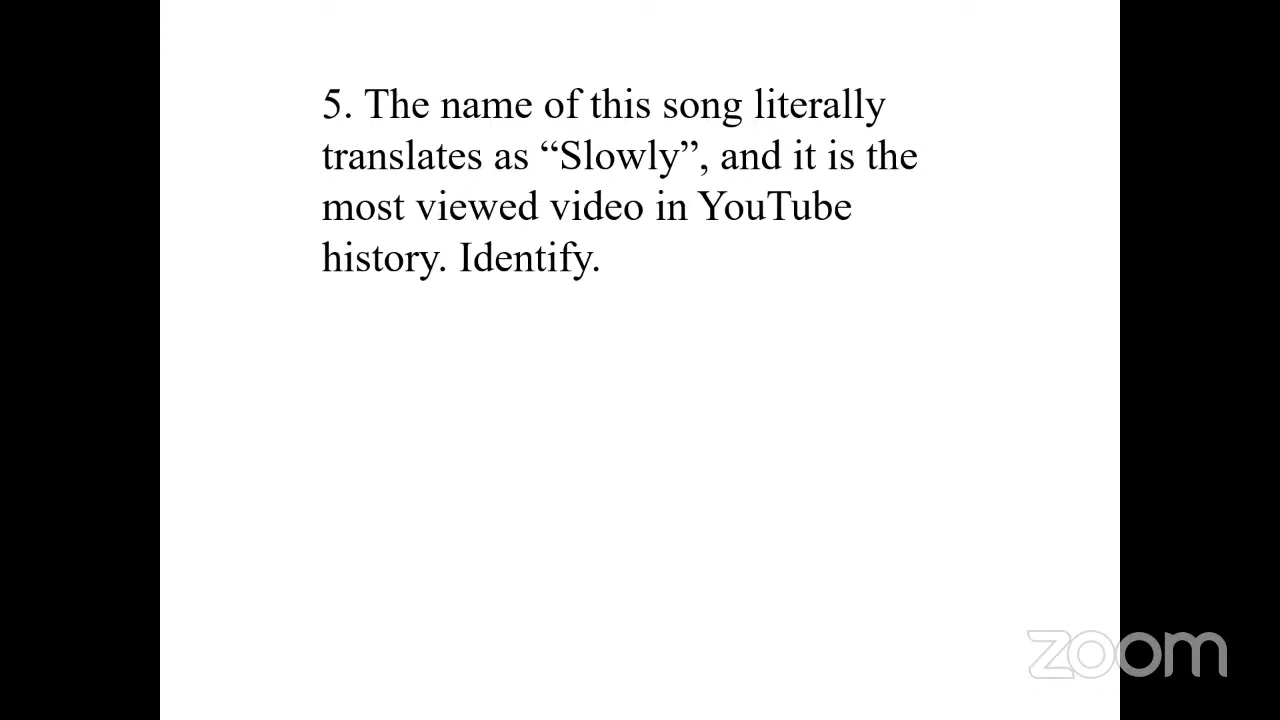 5. The name of this song literally
translates as “Slowly”, and it is the
most viewed video in YouTube
history. Identify.
zoom